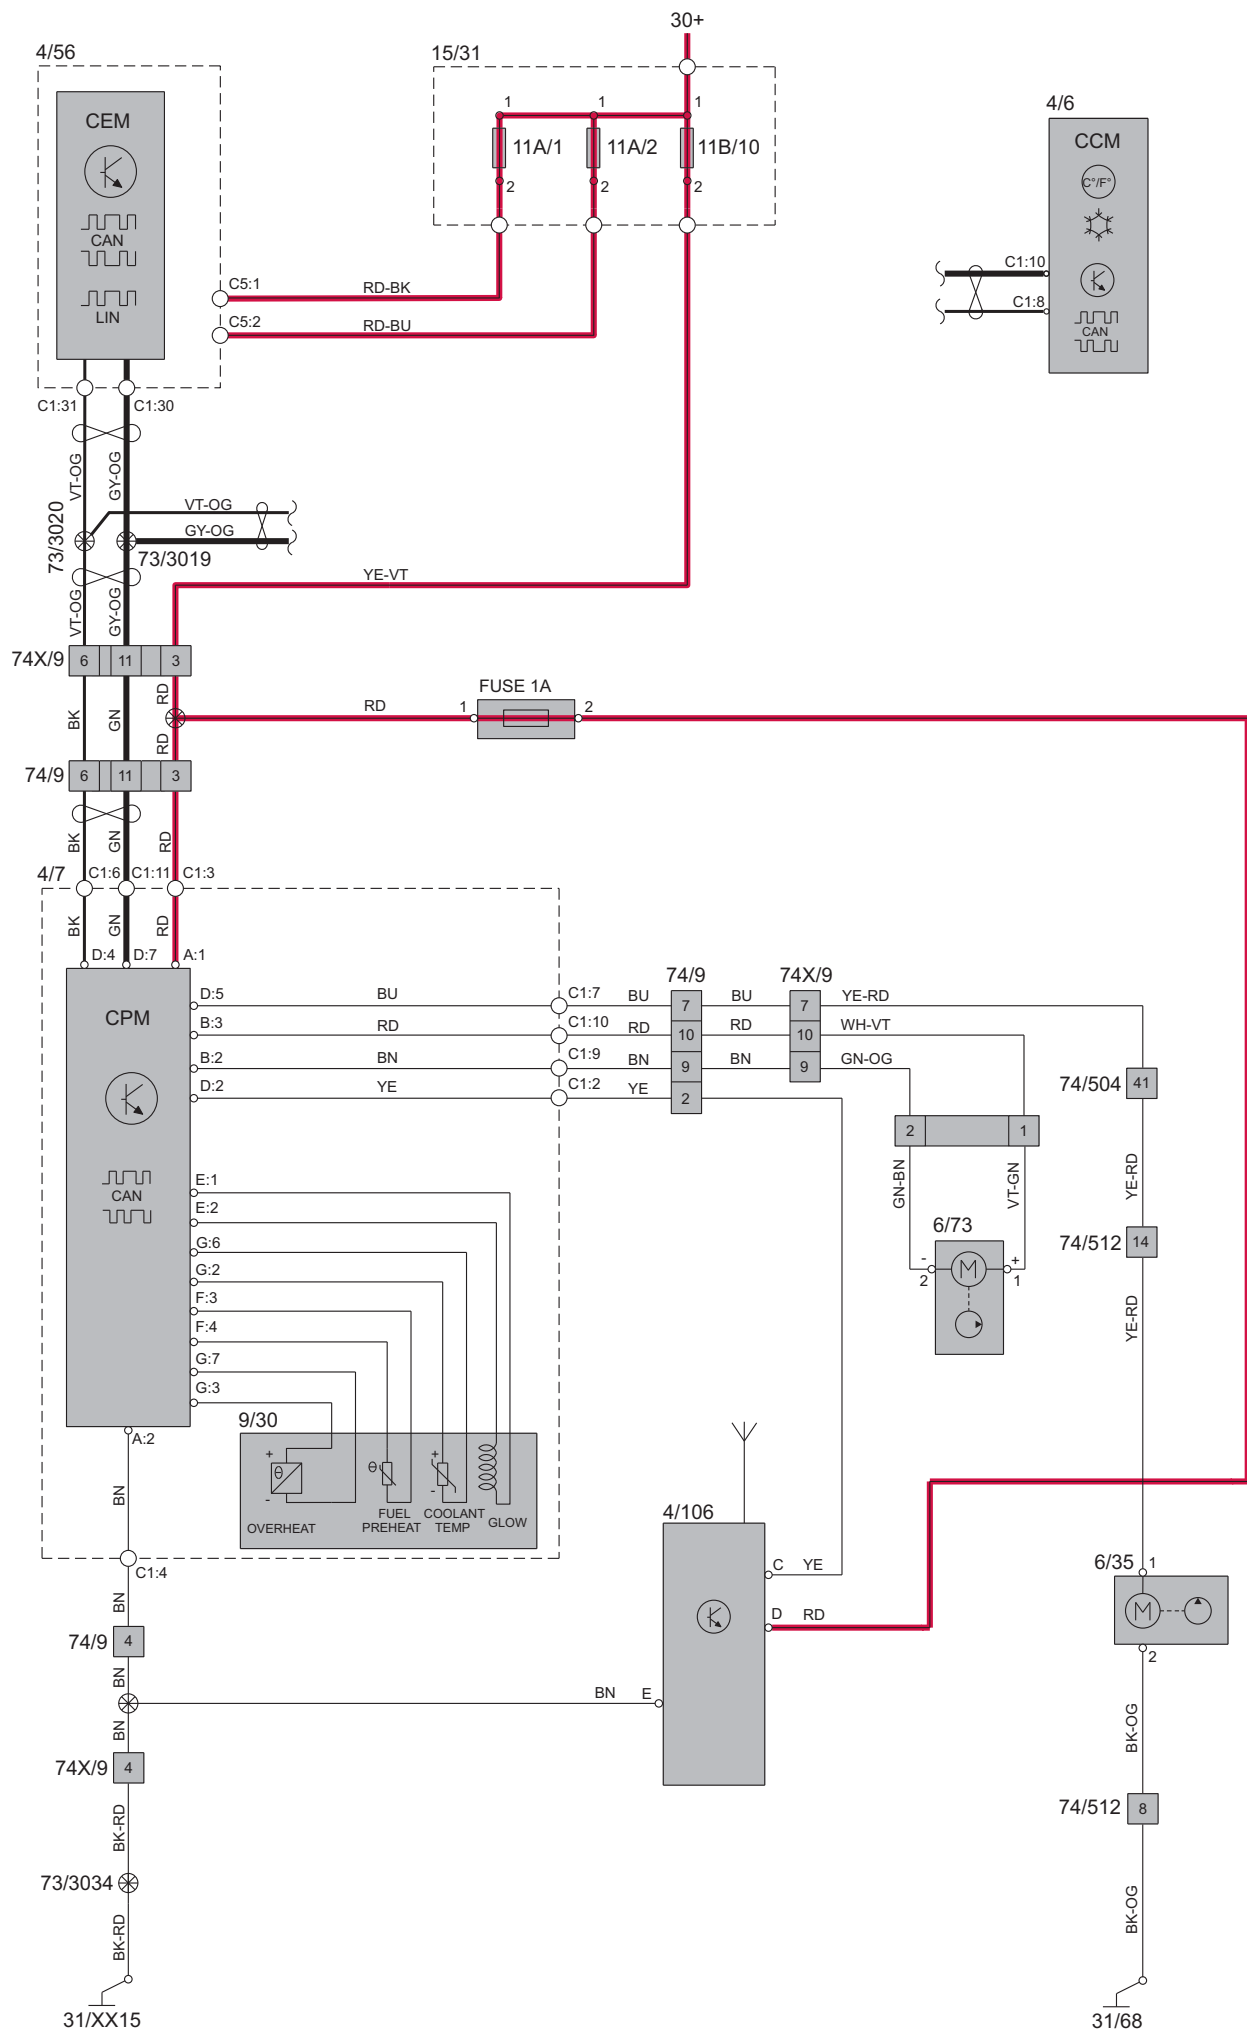 30+
4/56
15/31
4/6
CEM
CAN
LIN
1
1
1
11A/1
11A/2
11B/10
2
2
2
CCM
C°/F°
CAN
C1:10
C1:8
C5:1
RD-BK
C5:2
RD-BU
C1:31
C1:30
VT-OG
GY-OG
VT-OG
GY-OG
73/3020
73/3019
VT-OG
GY-OG
YE-VT
74X/9
6
11
3
BK
GN
RD
RD
RD
1
FUSE 1A
2
74/9
6
11
3
BK
GN
RD
4/7
C1:6
C1:11
C1:3
BK
GN
RD
D:4
D:7
A:1
CPM
CAN
74/9
74X/9
D:5
BU
C1:7
BU
7
BU
7
YE-RD
B:3
RD
C1:10
RD
10
RD
10
WH-VT
B:2
BN
C1:9
BN
9
BN
9
GN-OG
D:2
YE
C1:2
YE
2
74/504
41
2
1
GN-BN
VT-GN
YE-RD
E:1
E:2
G:6
G:2
F:3
F:4
G:7
G:3
6/73
-
2
M
+
1
74/512
14
YE-RD
9/30
+
θ
-
OVERHEAT
θ
FUEL
PREHEAT
+
-
COOLANT
TEMP
GLOW
A:2
BN
C1:4
BN
4/106
C
YE
D
RD
6/35
1
M
2
74/9
4
BN
BN
E
BN
74X/9
4
BK-OG
74/512
8
BK-RD
73/3034
BK-RD
BK-OG
31/XX15
31/68